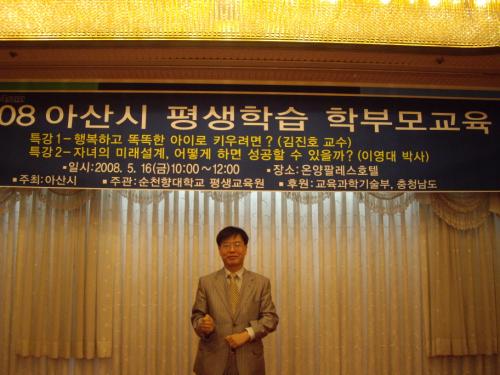 08 아산시 평생학습 학부모교육
특강1-행복하고 똑똑한 아이로 키우려면? (김진호 교수)
특강2-자녀의 미래설계, 어떻게 하면 성공할 수 있을까? (이영대 박사)
▪일시:2008. 5. 16(금) 10:00~12:00 ▪장소:온양팔레스호텔
▪주최:아산시 ▪주관:순천향대학교 평생교육원 ▪후원:교육과학기술부, 충청남도